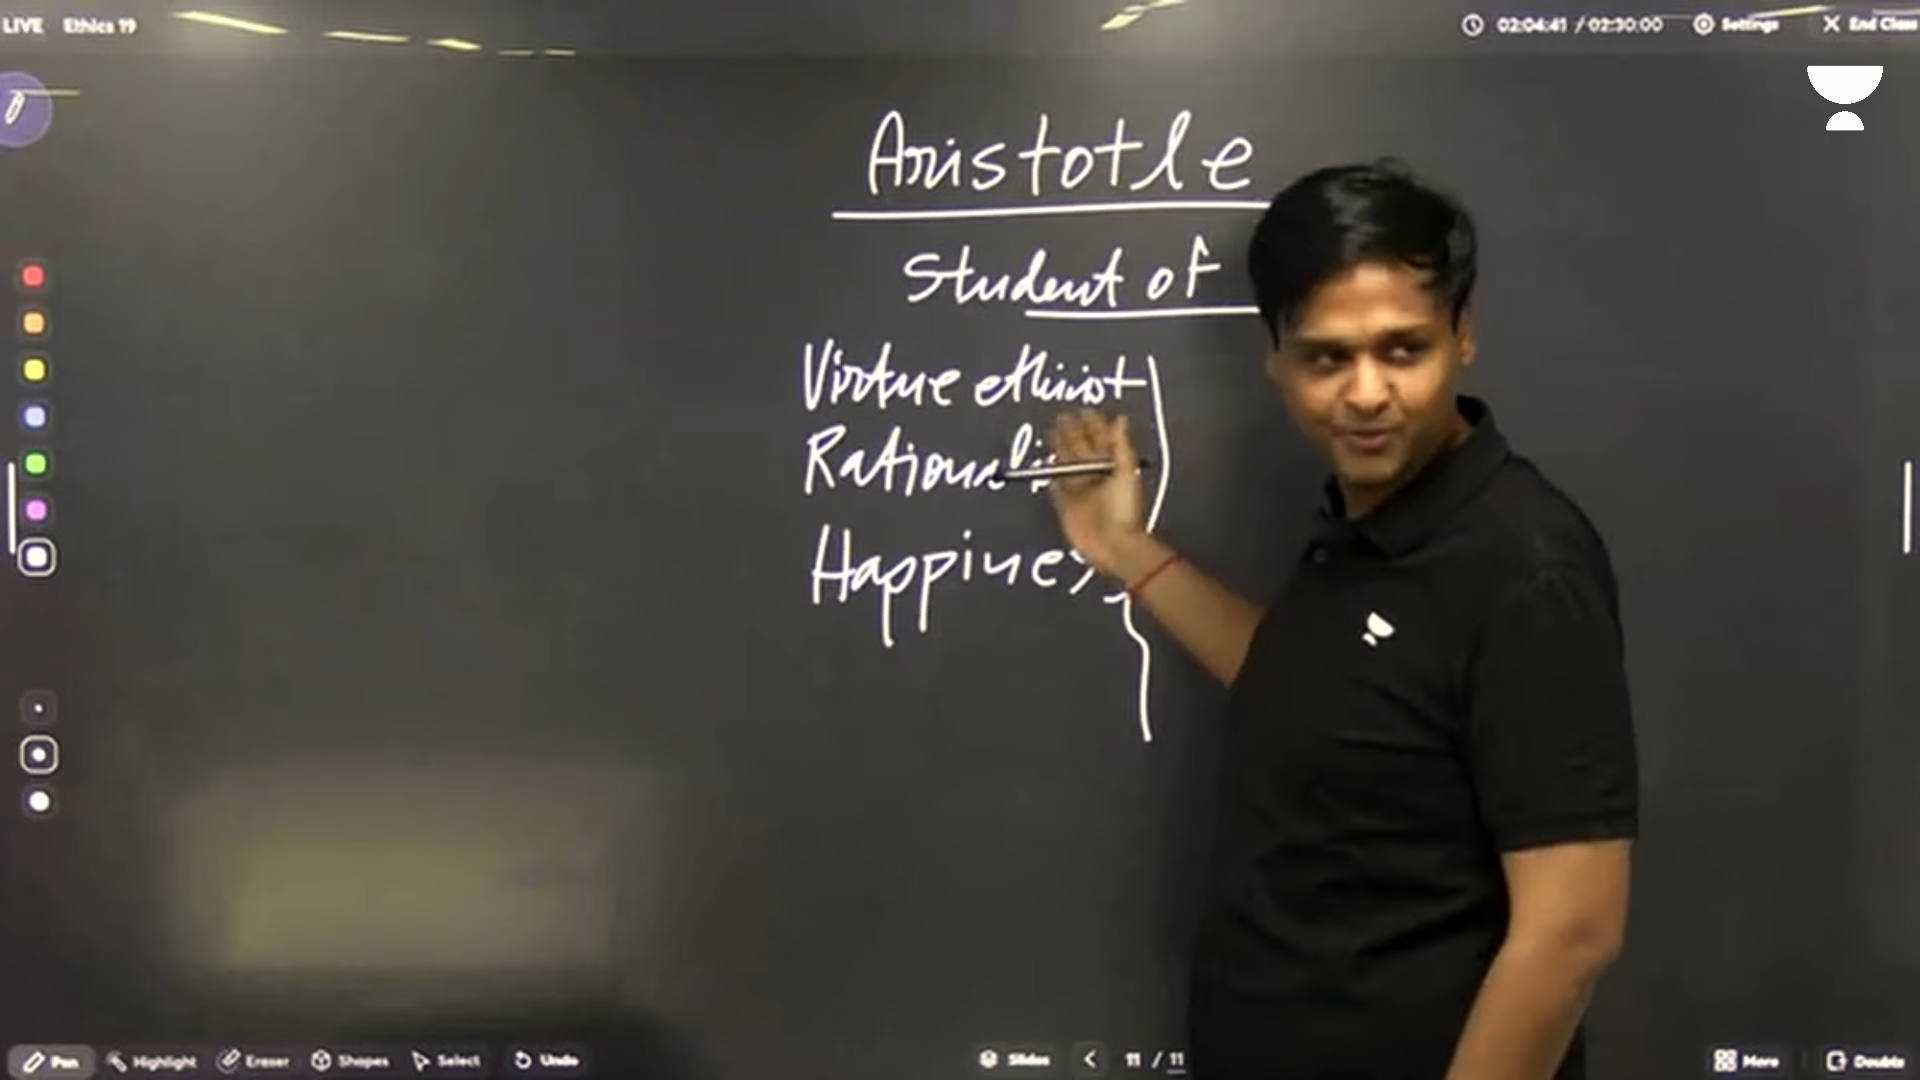 LIVE Ethics 19 02:04:41 / 02:30:00 Settings End Class
Aristotle
Student of
Virtue ethicist
Happines
Pen Highlight Eraser Shapes Select Undo Slides 11 / 11 More Doubts